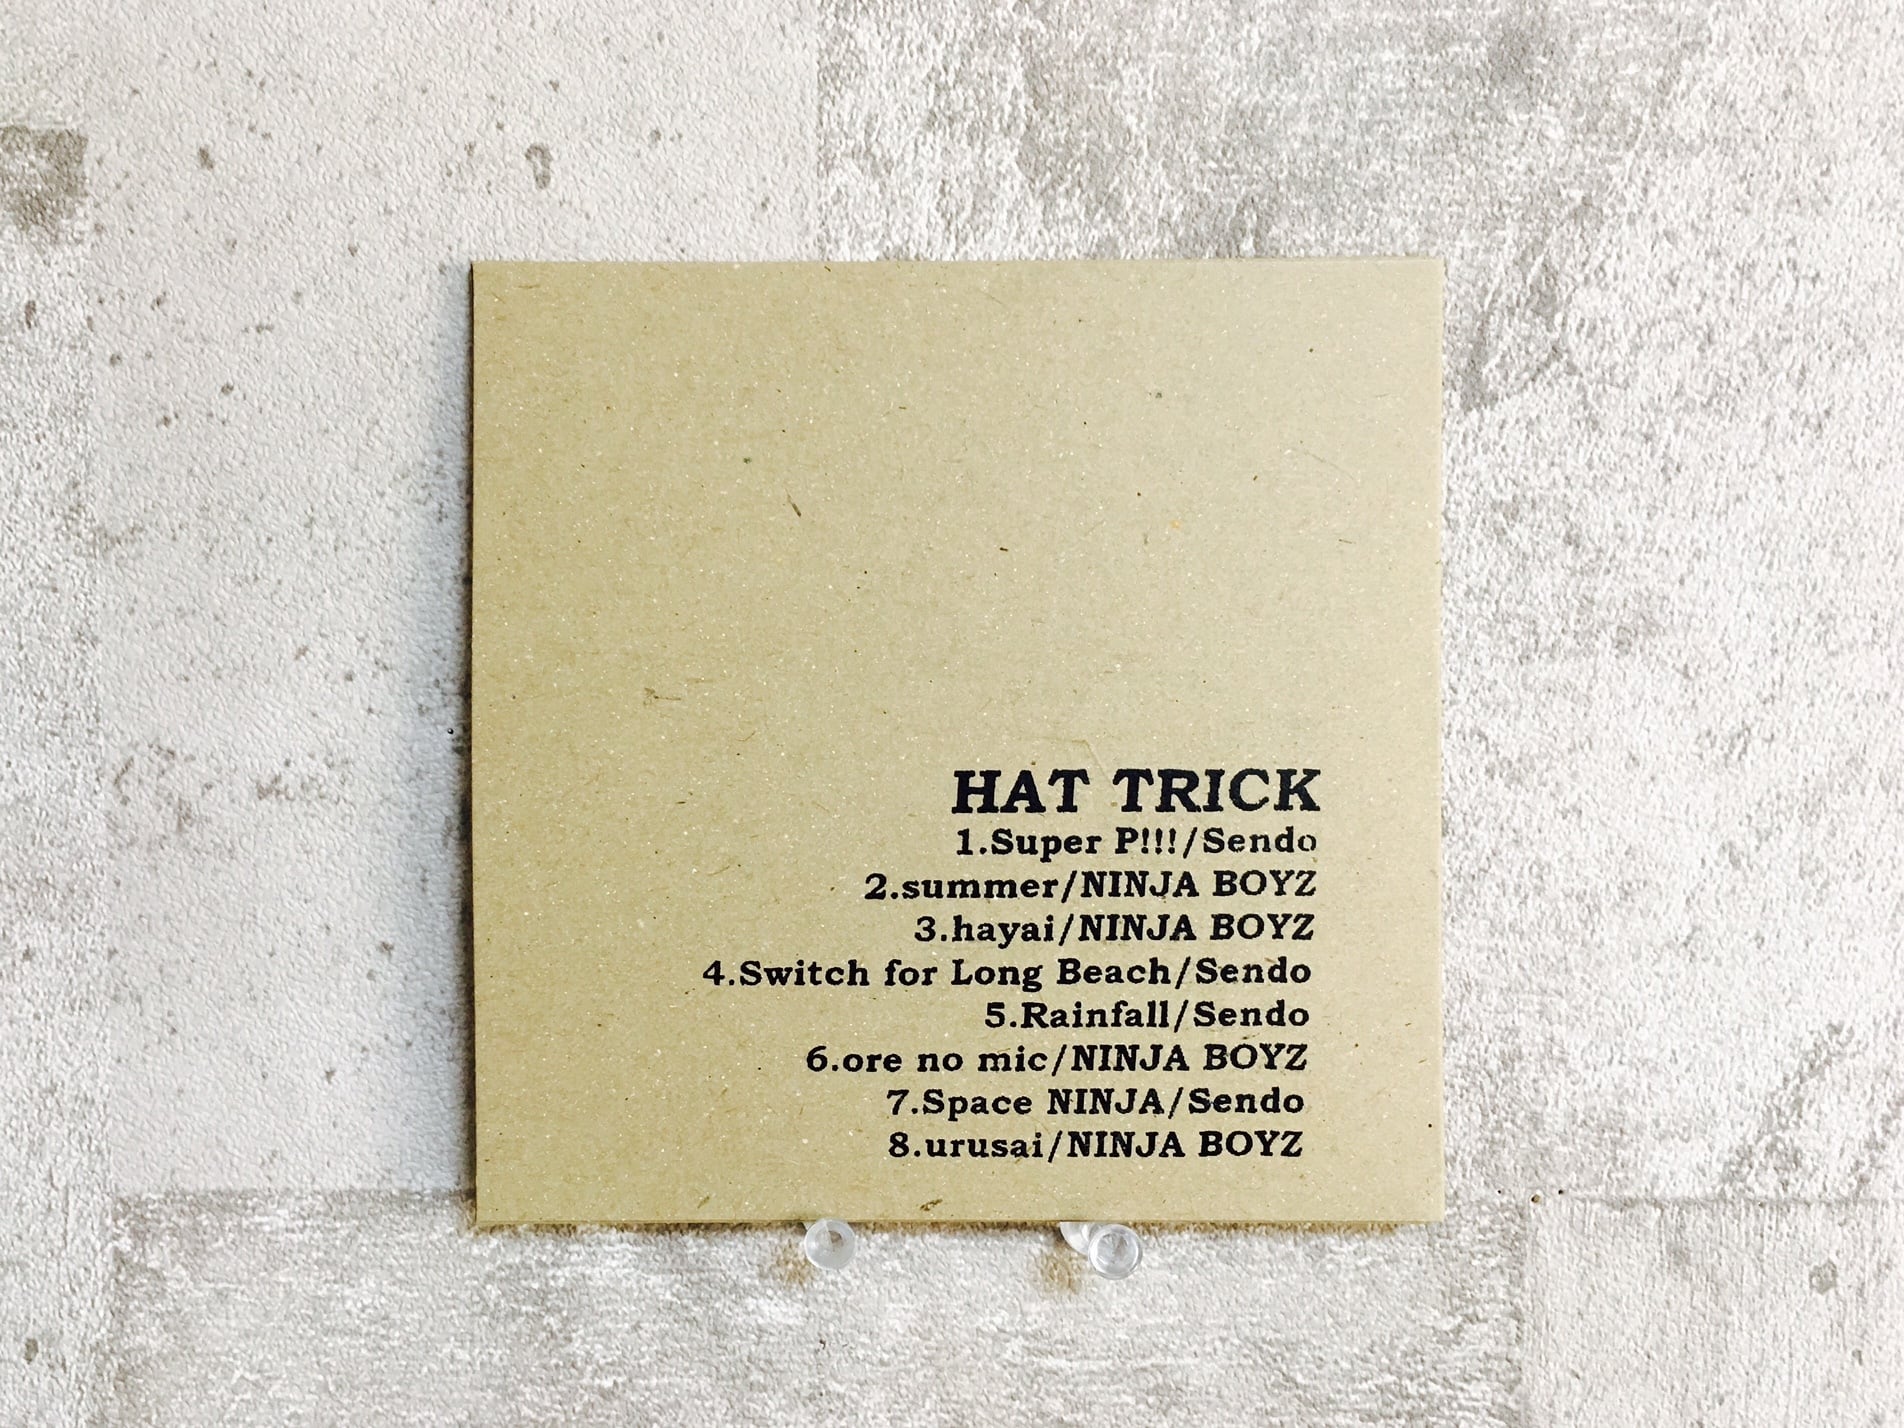 HAT TRICK
1.Super P!!!/Sendo
2.summer/NINJA BOYZ
3.hayai/NINJA BOYZ
4.Switch for Long Beach/Sendo
5.Rainfall/Sendo
6.ore no mic/NINJA BOYZ
7.Space NINJA/Sendo
8.urusai/NINJA BOYZ